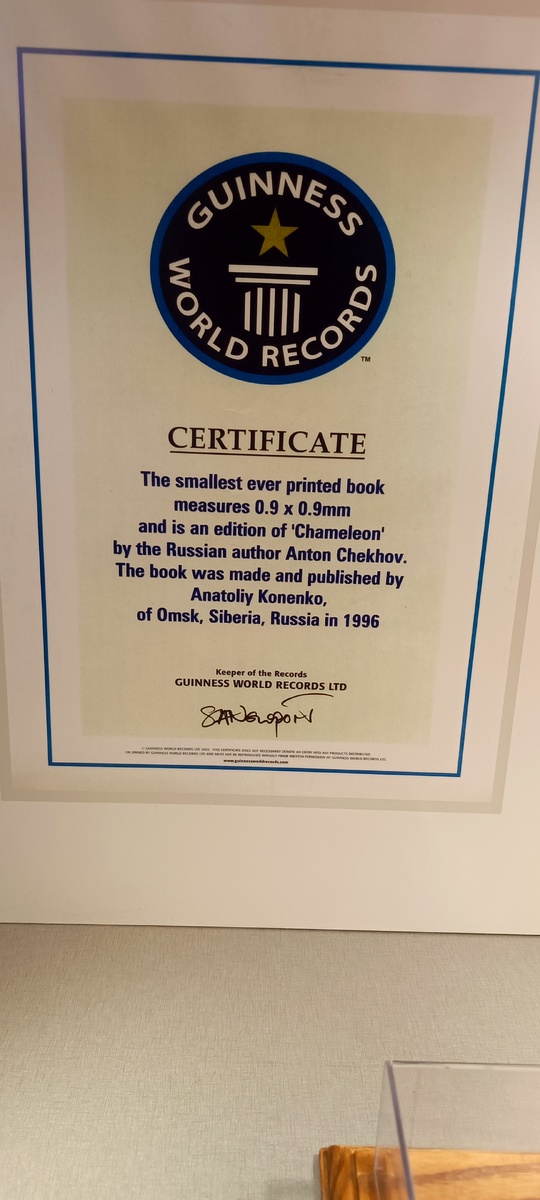 GUINNESS
WORLD RECORDS
TM
CERTIFICATE
The smallest ever printed book
measures 0.9 x 0.9mm
and is an edition of 'Chameleon'
by the Russian author Anton Chekhov.
The book was made and published by
Anatoliy Konenko,
of Omsk, Siberia, Russia in 1996
Keeper of the Records
GUINNESS WORLD RECORDS LTD
www.guinnessworldrecords.com